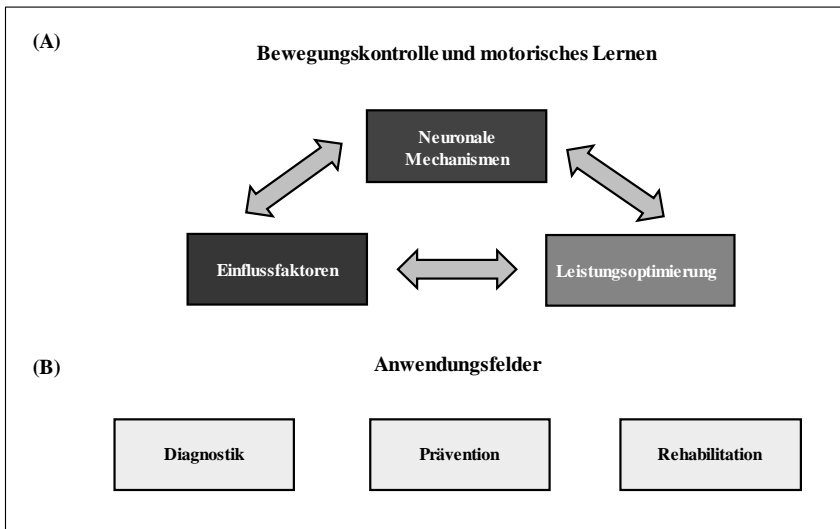 (A)
Bewegungskontrolle und motorisches Lernen
Neuronale
Mechanismen
Einflussfaktoren
Leistungsoptimierung
(B)
Anwendungsfelder
Diagnostik
Prävention
Rehabilitation